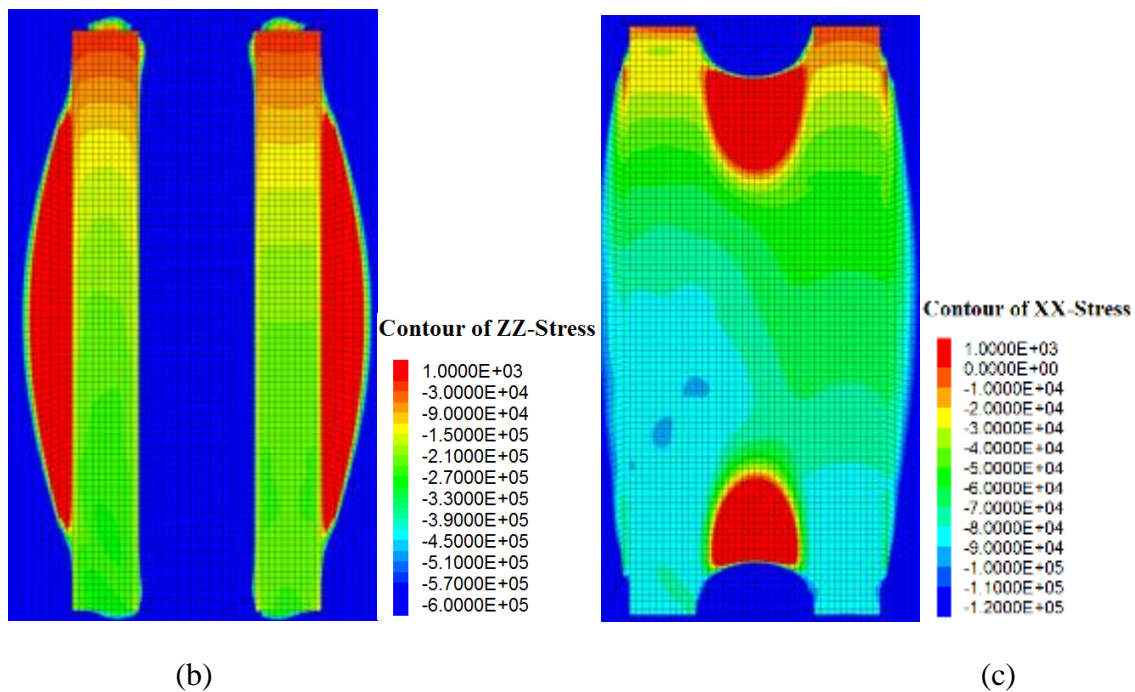 Contour of ZZ-Stress
1.0000E+03
-3.0000E+04
-9.0000E+04
-1.5000E+05
-2.1000E+05
-2.7000E+05
-3.3000E+05
-3.9000E+05
-4.5000E+05
-5.1000E+05
-5.7000E+05
-6.0000E+05
Contour of XX-Stress
1.0000E+03
0.0000E+00
-1.0000E+04
-2.0000E+04
-3.0000E+04
-4.0000E+04
-5.0000E+04
-6.0000E+04
-7.0000E+04
-8.0000E+04
-9.0000E+04
-1.0000E+05
-1.1000E+05
-1.2000E+05
(b)
(c)